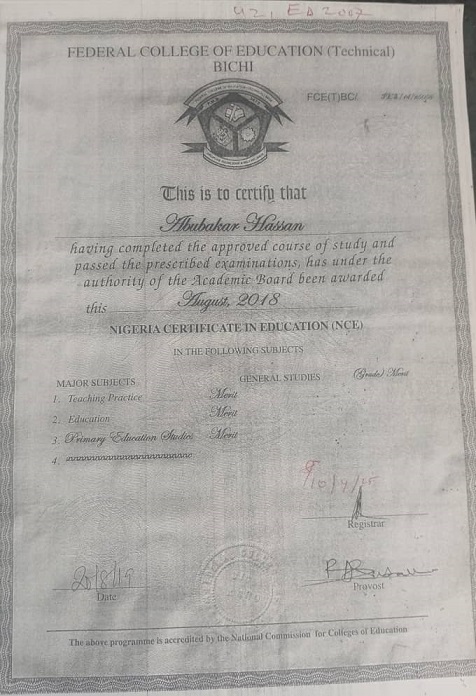 FEDERAL COLLEGE OF EDUCATION (Technical)
BICHI
FCE(T)BC/
This is to certify that
Abubakar Hassan
having completed the approved course of study and
passed the prescribed examinations, has under the
authority of the Academic Board been awarded
this August, 2018
NIGERIA CERTIFICATE IN EDUCATION (NCE)
IN THE FOLLOWING SUBJECTS
MAJOR SUBJECTS GENERAL STUDIES (Grade) Merit
1. Teaching Practice Merit
2. Education Merit
3. Primary Education Studies Merit
4.
Registrar
20/8/19
Date
Provost
The above programme is accredited by the National Commission for Colleges of Education